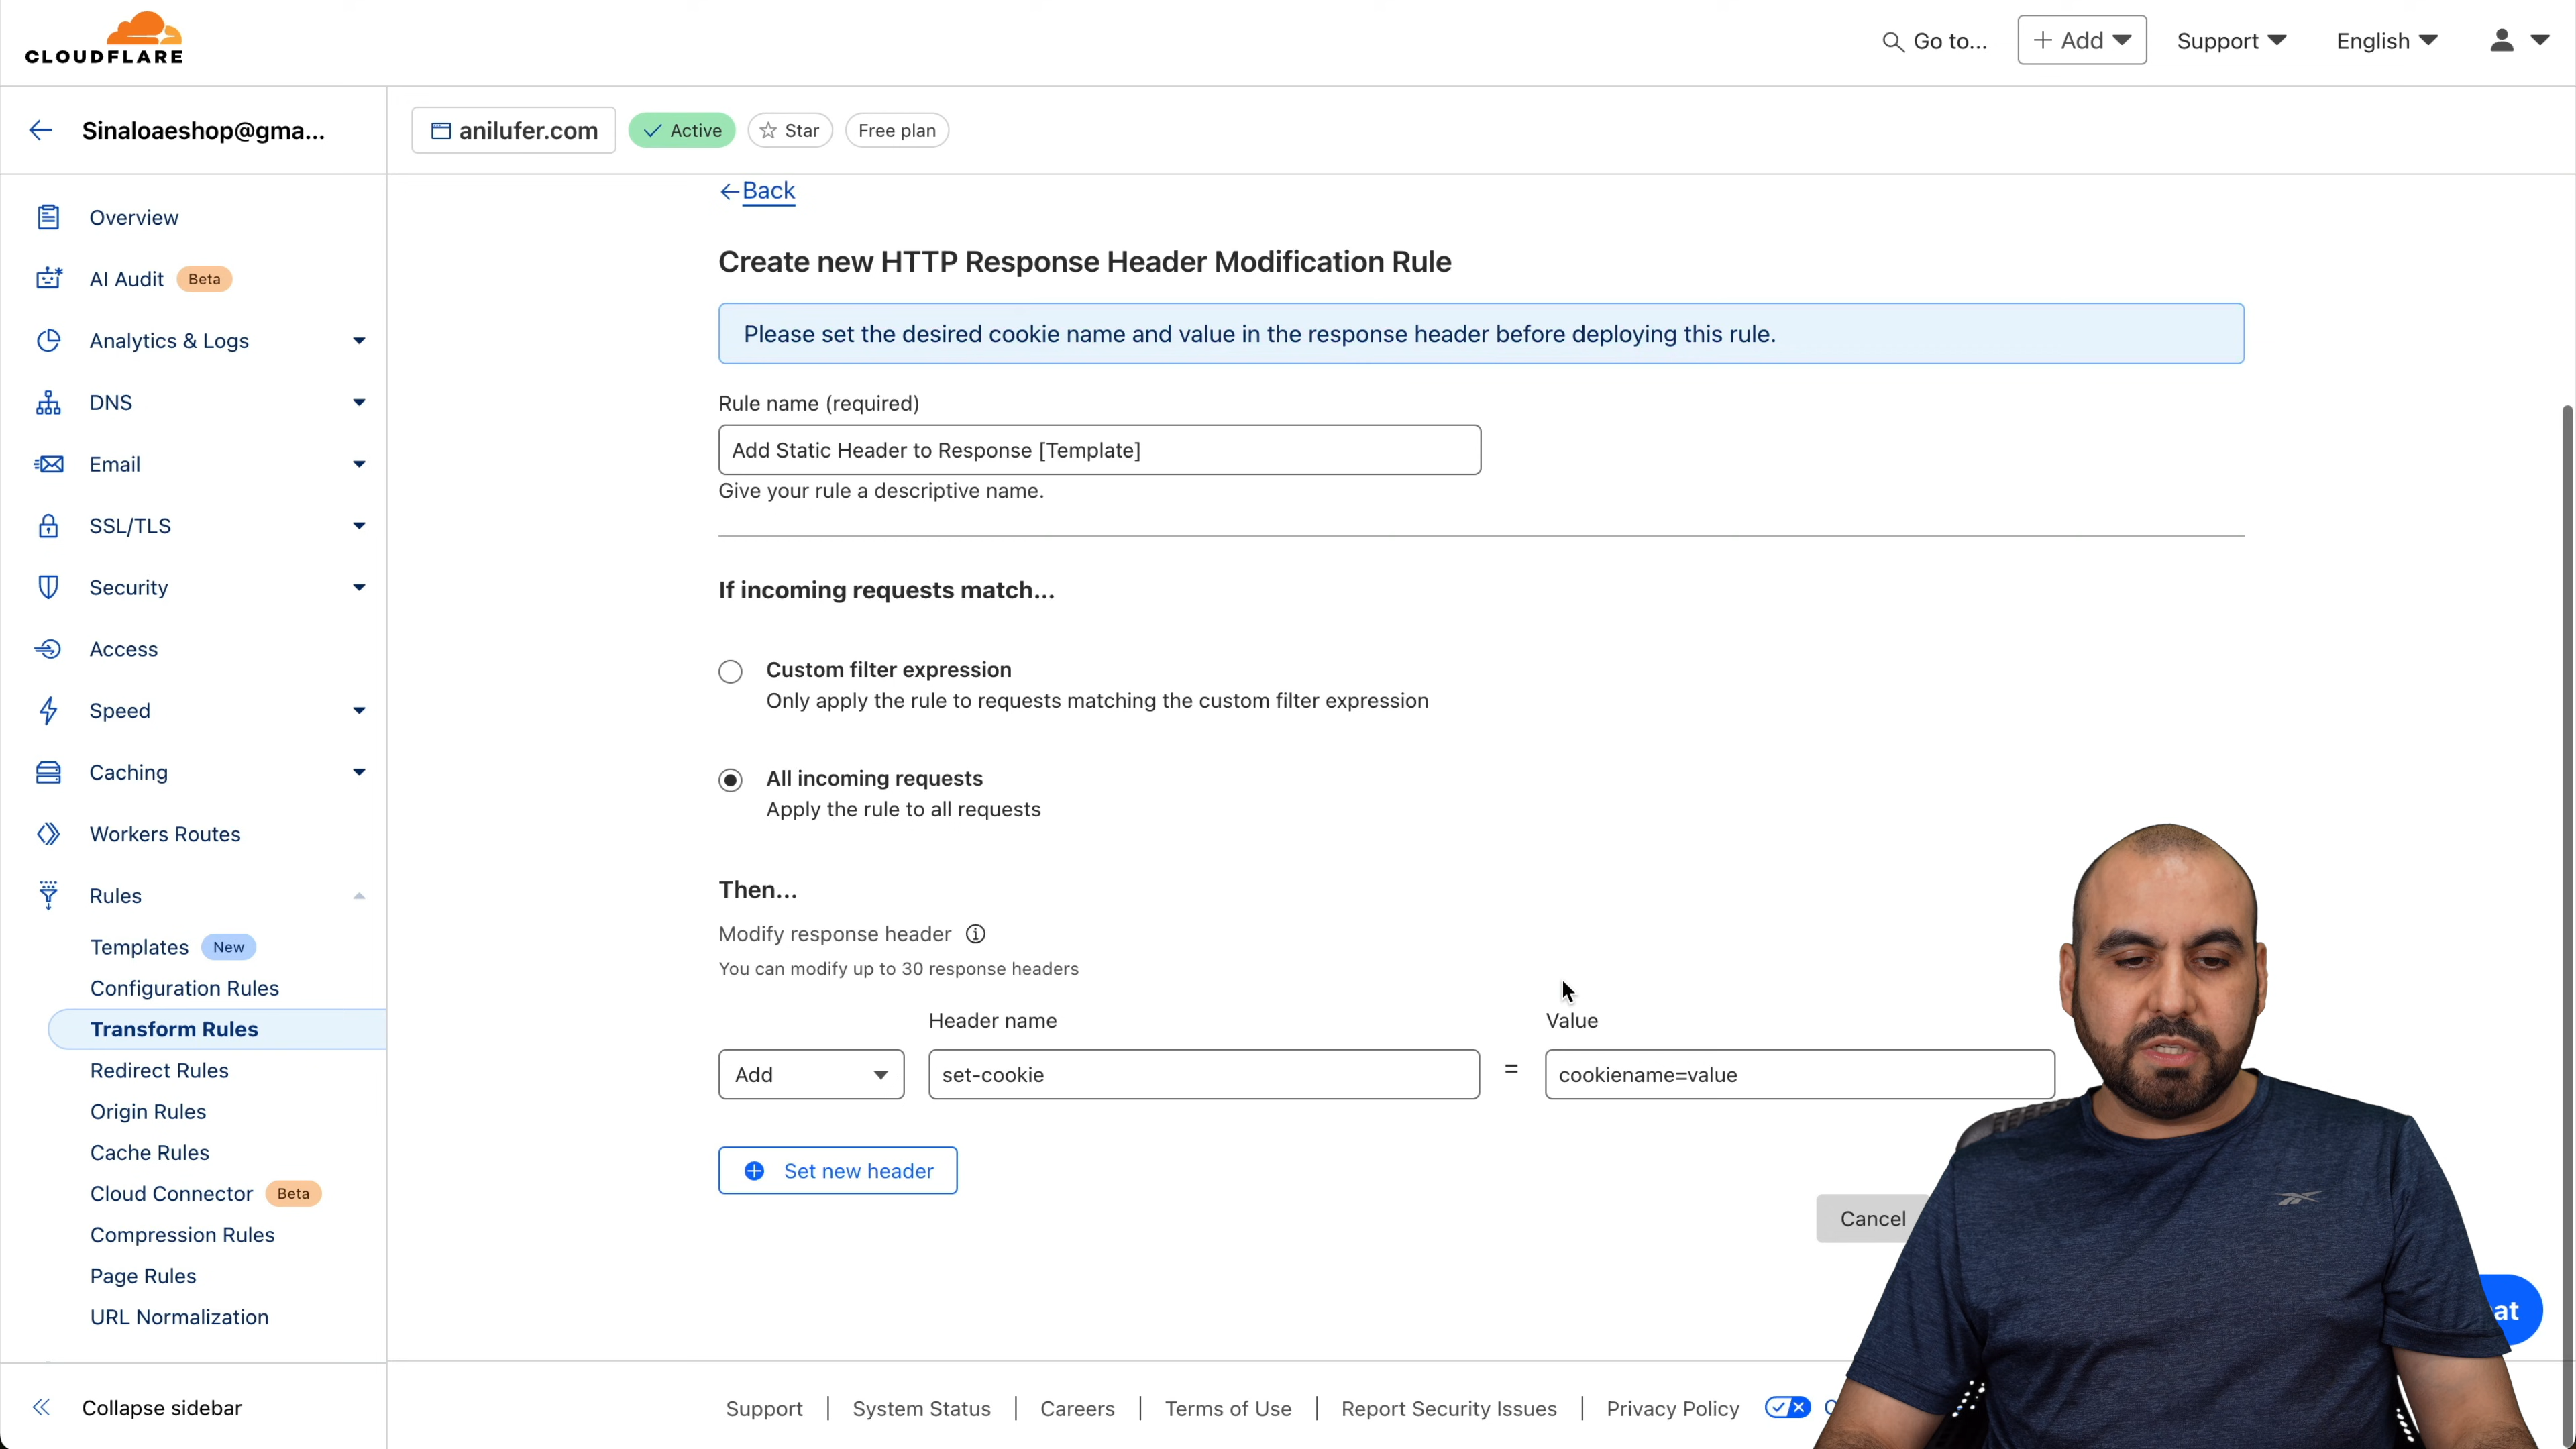 CLOUDFLARE
Go to...
+ Add
Support
English
Sinaloaeshop@gma...
anilufer.com
Active
Star
Free plan
Overview
AI Audit Beta
Analytics & Logs
DNS
Email
SSL/TLS
Security
Access
Speed
Caching
Workers Routes
Rules
Templates New
Configuration Rules
Transform Rules
Redirect Rules
Origin Rules
Cache Rules
Cloud Connector Beta
Compression Rules
Page Rules
URL Normalization
Collapse sidebar
Back
Create new HTTP Response Header Modification Rule
Please set the desired cookie name and value in the response header before deploying this rule.
Rule name (required)
Add Static Header to Response [Template]
Give your rule a descriptive name.
If incoming requests match...
Custom filter expression
Only apply the rule to requests matching the custom filter expression
All incoming requests
Apply the rule to all requests
Then...
Modify response header
You can modify up to 30 response headers
Header name
Value
Add
set-cookie
=
cookiename=value
Set new header
Cancel
Support | System Status | Careers | Terms of Use | Report Security Issues | Privacy Policy